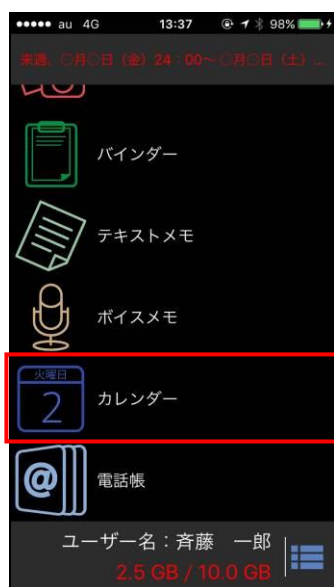 au 4G 13:37 98%
来週、○月○日（金）24：00～○月○日（土）...
バインダー
テキストメモ
ボイスメモ
火曜日
2
カレンダー
@
電話帳
ユーザー名：斉藤　一郎
2.5 GB / 10.0 GB